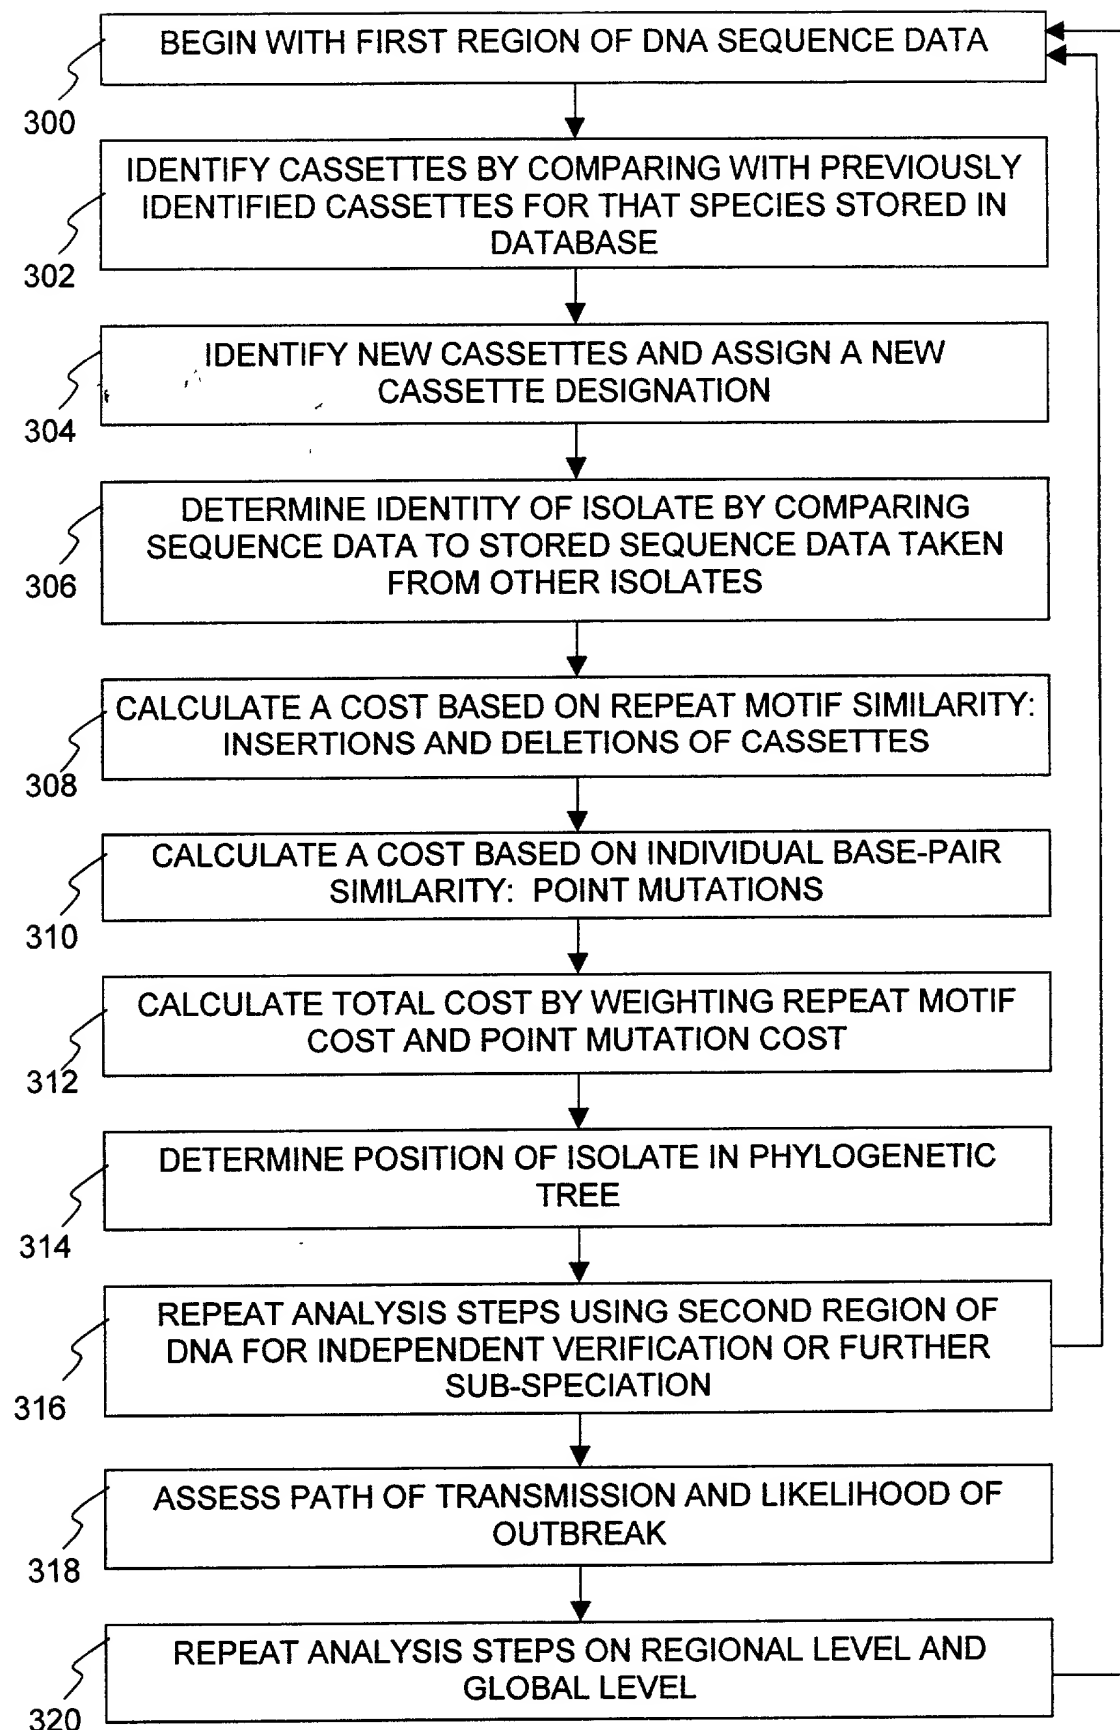 BEGIN WITH FIRST REGION OF DNA SEQUENCE DATA
300
IDENTIFY CASSETTES BY COMPARING WITH PREVIOUSLY
IDENTIFIED CASSETTES FOR THAT SPECIES STORED IN
DATABASE
302
IDENTIFY NEW CASSETTES AND ASSIGN A NEW
CASSETTE DESIGNATION
304
DETERMINE IDENTITY OF ISOLATE BY COMPARING
SEQUENCE DATA TO STORED SEQUENCE DATA TAKEN
FROM OTHER ISOLATES
306
CALCULATE A COST BASED ON REPEAT MOTIF SIMILARITY:
INSERTIONS AND DELETIONS OF CASSETTES
308
CALCULATE A COST BASED ON INDIVIDUAL BASE-PAIR
SIMILARITY: POINT MUTATIONS
310
CALCULATE TOTAL COST BY WEIGHTING REPEAT MOTIF
COST AND POINT MUTATION COST
312
DETERMINE POSITION OF ISOLATE IN PHYLOGENETIC
TREE
314
REPEAT ANALYSIS STEPS USING SECOND REGION OF
DNA FOR INDEPENDENT VERIFICATION OR FURTHER
SUB-SPECIATION
316
ASSESS PATH OF TRANSMISSION AND LIKELIHOOD OF
OUTBREAK
318
REPEAT ANALYSIS STEPS ON REGIONAL LEVEL AND
GLOBAL LEVEL
320